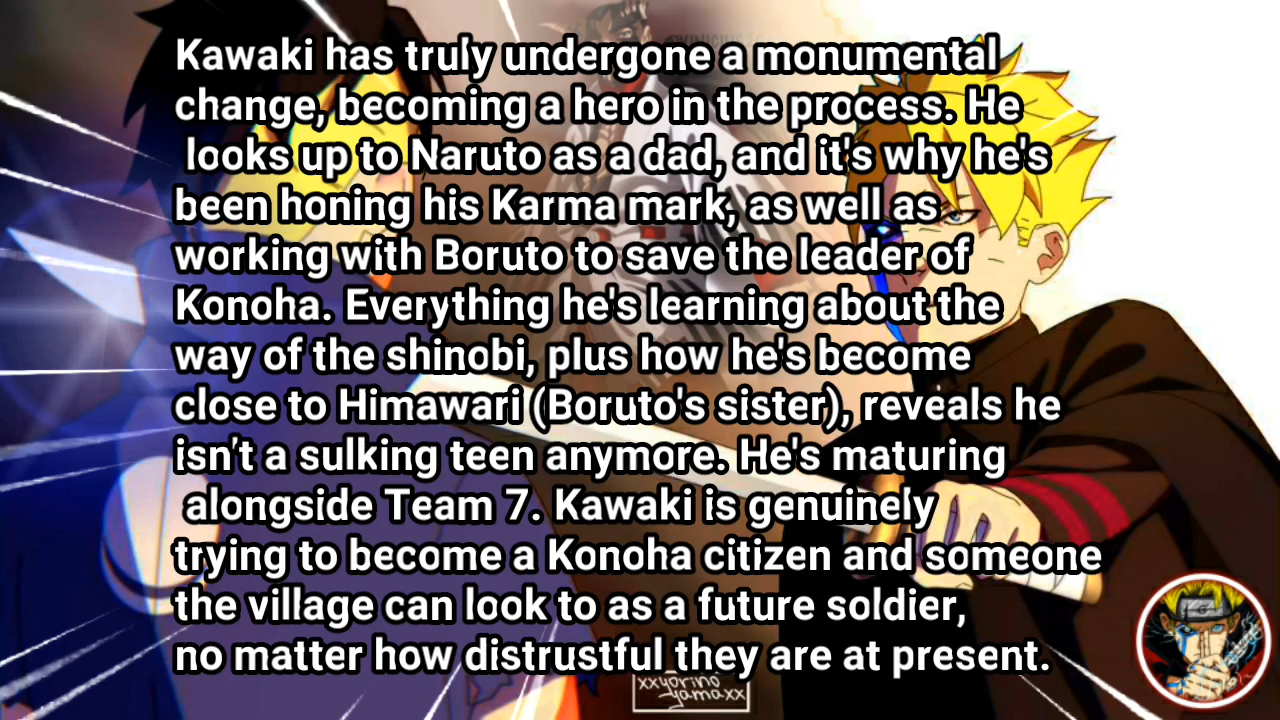 Kawaki has truly undergone a monumental
change, becoming a hero in the process. He
looks up to Naruto as a dad, and it's why he's
been honing his Karma mark, as well as
working with Boruto to save the leader of
Konoha. Everything he's learning about the
way of the shinobi, plus how he's become
close to Himawari (Boruto's sister), reveals he
isn't a sulking teen anymore. He's maturing
alongside Team 7. Kawaki is genuinely
trying to become a Konoha citizen and someone
the village can look to as a future soldier,
no matter how distrustful they are at present.
xxyorino
yamaxx